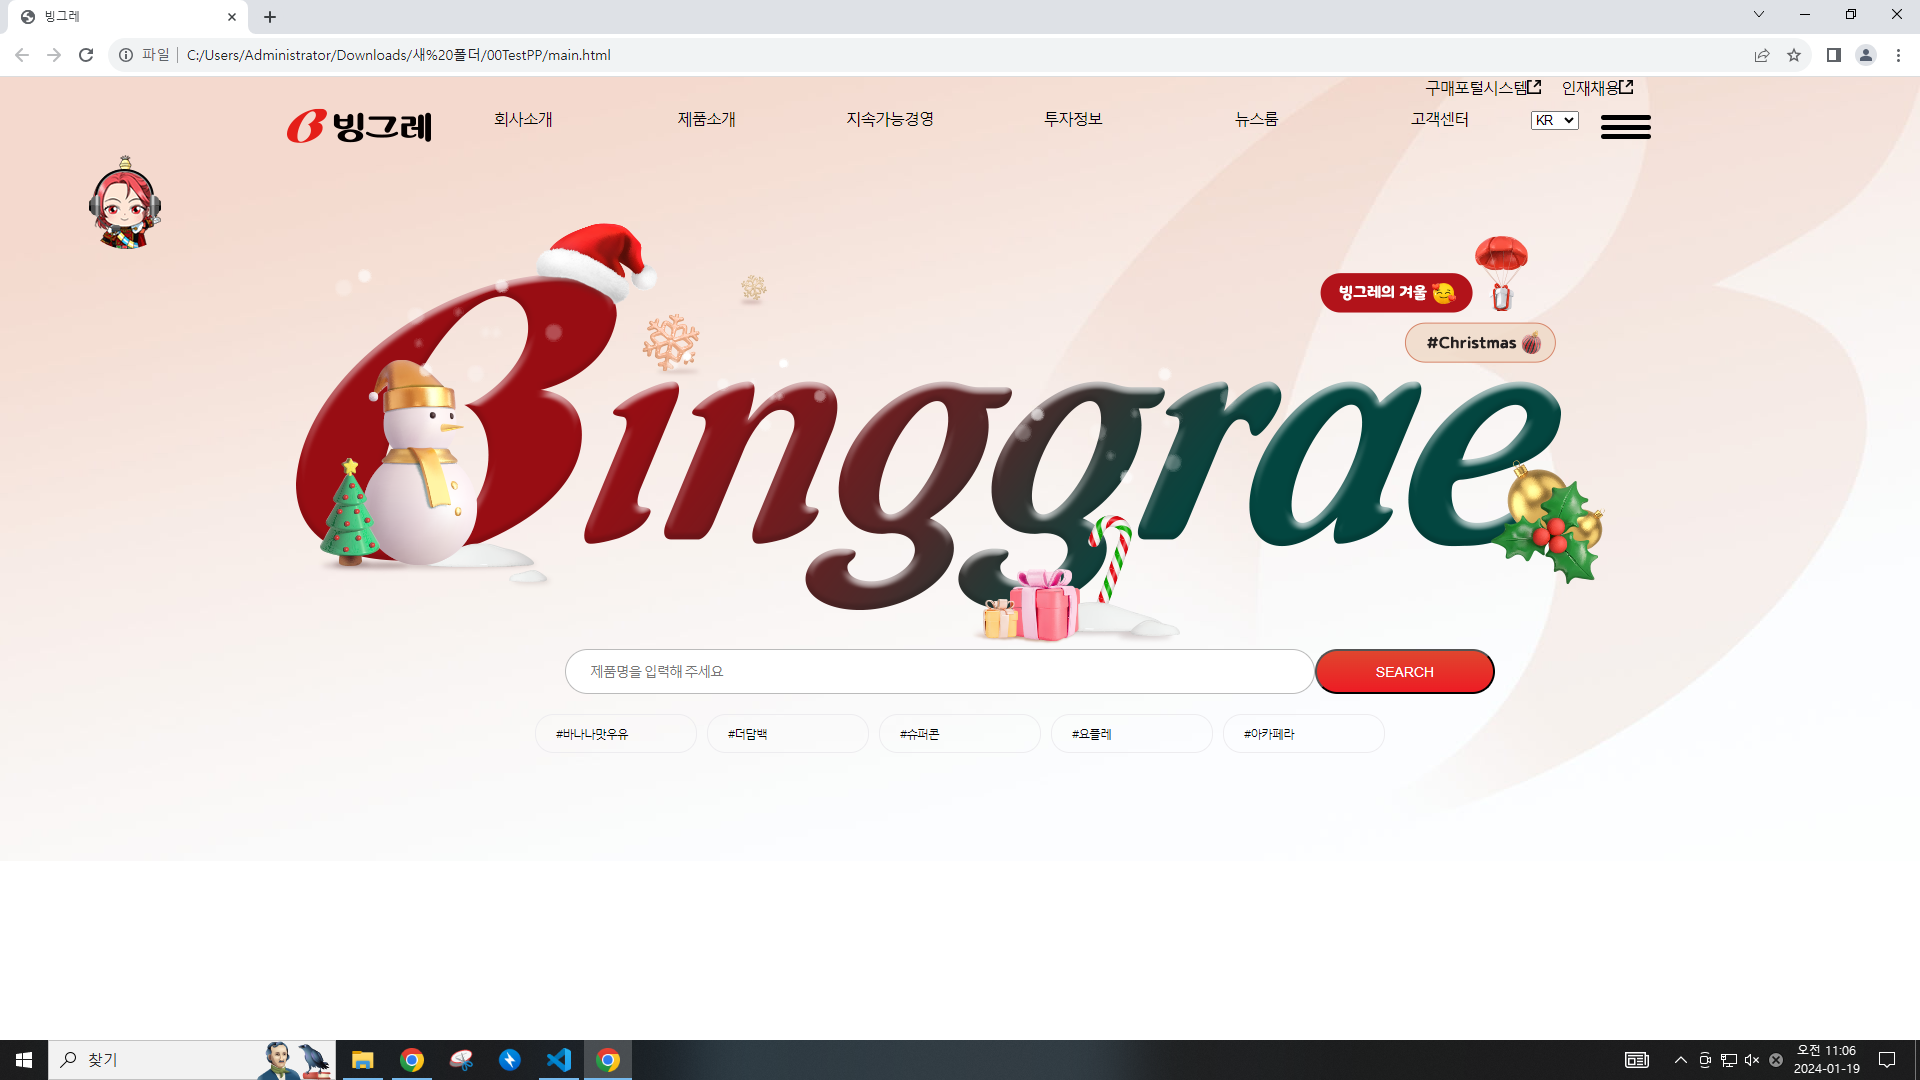 빙그레
파일 C:/Users/Administrator/Downloads/새%20폴더/00TestPP/main.html
구매포털시스템 인재채용
빙그레 회사소개 제품소개 지속가능경영 투자정보 뉴스룸 고객센터 KR
빙그레의 겨울
#Christmas
Binggrae
제품명을 입력해 주세요 SEARCH
#바나나맛우유 #더담백 #슈퍼콘 #요플레 #아카페라
찾기
오전 11:06
2024-01-19